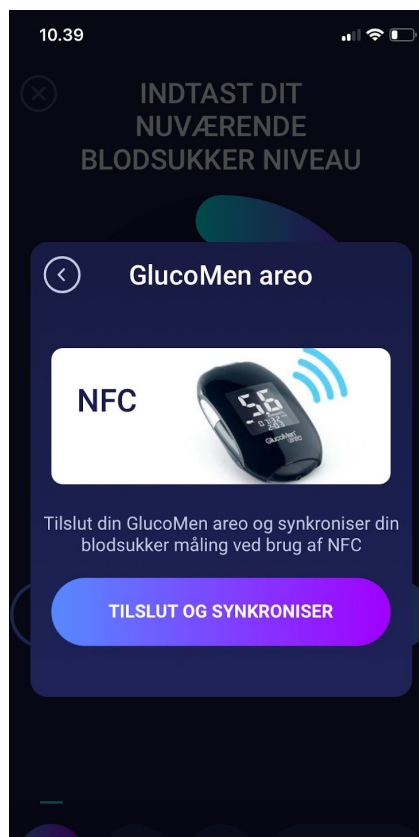 10.39
INDTAST DIT
NUVÆRENDE
BLODSUKKER NIVEAU
GlucoMen areo
NFC
5.6
GlucoMen
areo
Tilslut din GlucoMen areo og synkroniser din
blodsukker måling ved brug af NFC
TILSLUT OG SYNKRONISER